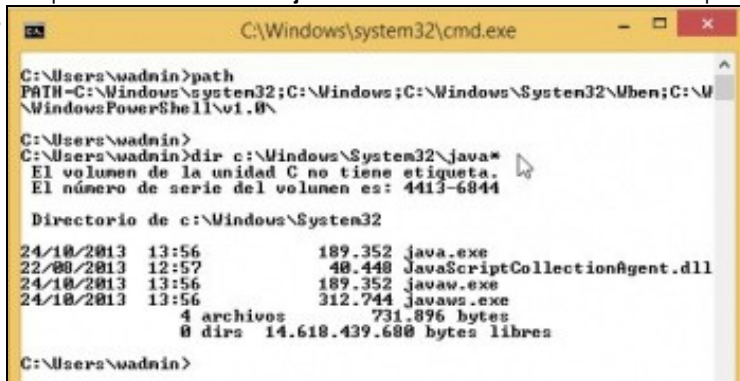 C:\Windows\system32\cmd.exe
C:\Users\wadmin>path
PATH=C:\Windows\system32;C:\Windows;C:\Windows\System32\Wbem;C:\W
\WindowsPowerShell\v1.0\
C:\Users\wadmin>
C:\Users\wadmin>dir c:\Windows\System32\java*
El volumen de la unidad C no tiene etiqueta.
El número de serie del volumen es: 4413-6844
Directorio de c:\Windows\System32
24/10/2013 13:56 189.352 java.exe
22/08/2013 12:57 40.448 JavaScriptCollectionAgent.dll
24/10/2013 13:56 189.352 javaw.exe
24/10/2013 13:56 312.744 javaws.exe
4 archivos 731.896 bytes
0 dirs 14.618.439.680 bytes libres
C:\Users\wadmin>